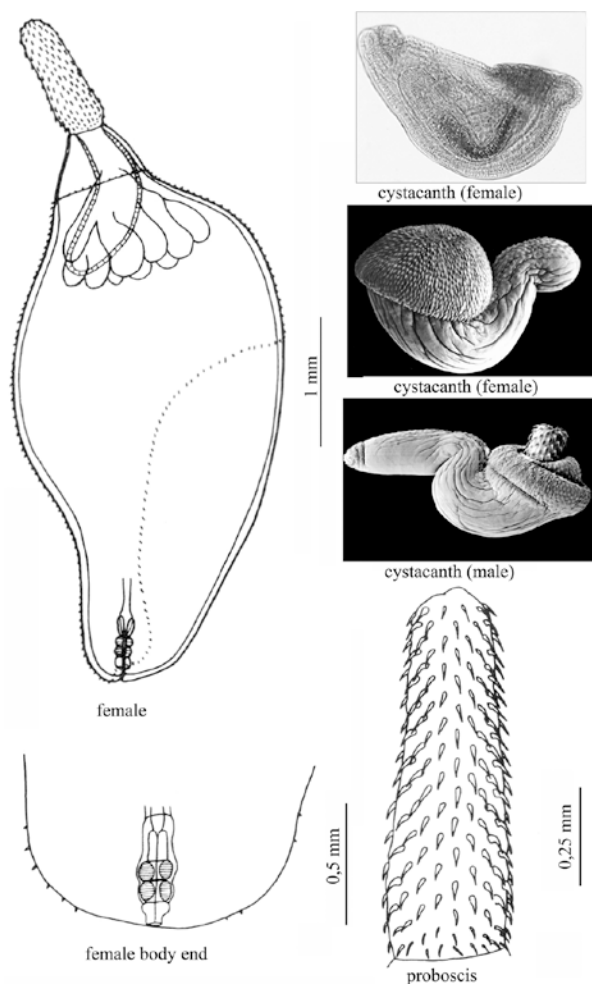 cystacanth (female)
1 mm
cystacanth (female)
cystacanth (male)
female
0,5 mm
0,25 mm
female body end
proboscis